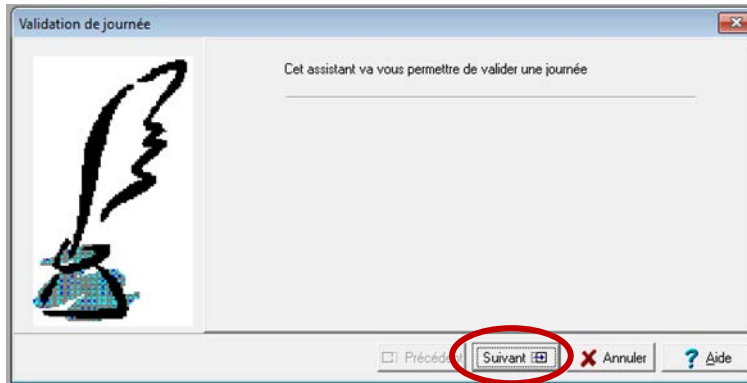 Validation de journée
Cet assistant va vous permettre de valider une journée
Suivant Annuler Aide